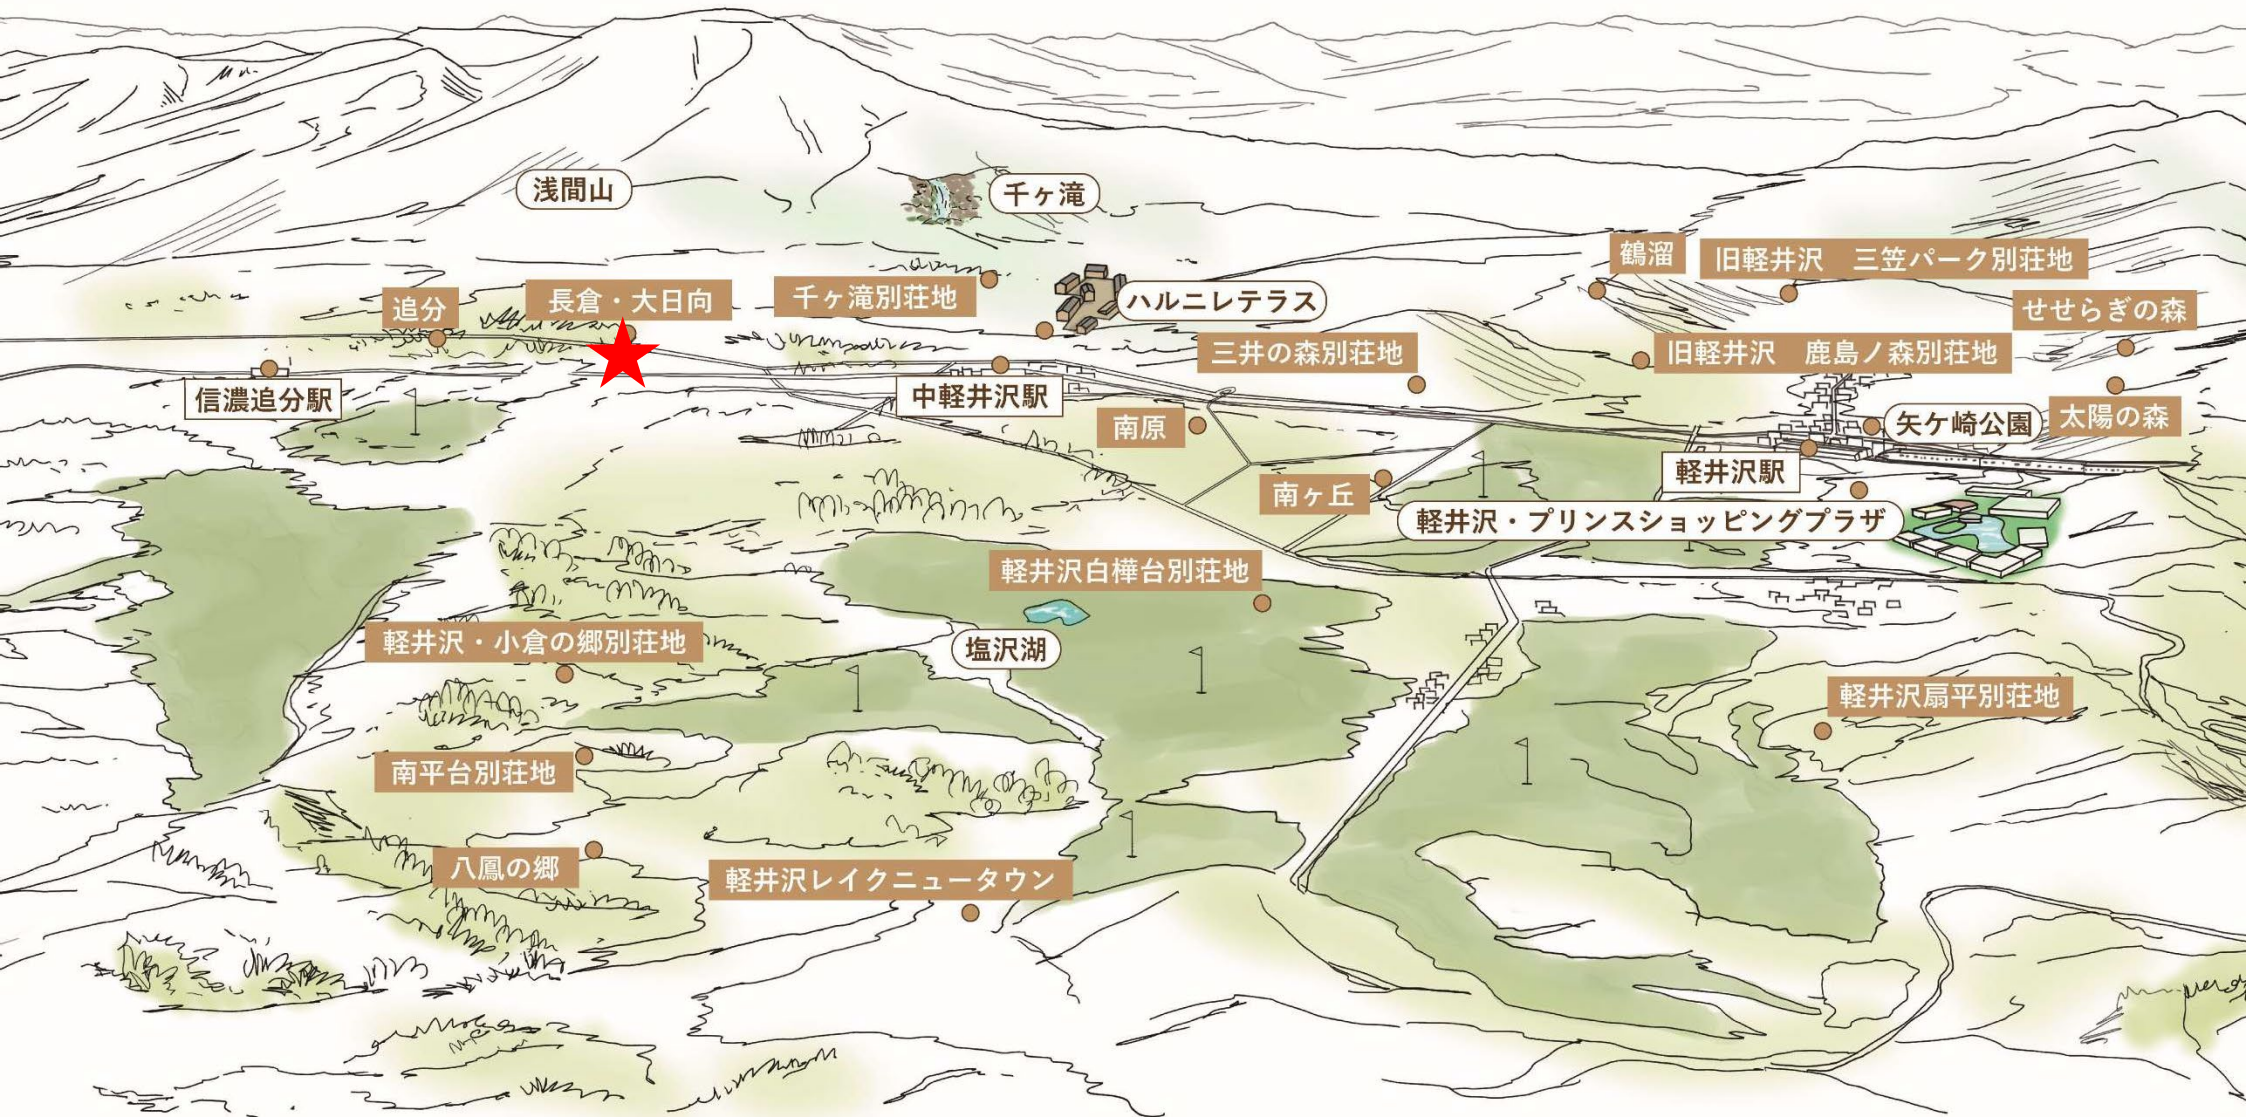 浅間山
千ヶ滝
鶴溜
旧軽井沢　三笠パーク別荘地
追分
長倉・大日向
千ヶ滝別荘地
ハルニレテラス
せせらぎの森
三井の森別荘地
旧軽井沢　鹿島ノ森別荘地
信濃追分駅
中軽井沢駅
南原
矢ケ崎公園
太陽の森
軽井沢駅
南ヶ丘
軽井沢・プリンスショッピングプラザ
軽井沢白樺台別荘地
軽井沢・小倉の郷別荘地
塩沢湖
軽井沢扇平別荘地
南平台別荘地
八鳳の郷
軽井沢レイクニュータウン